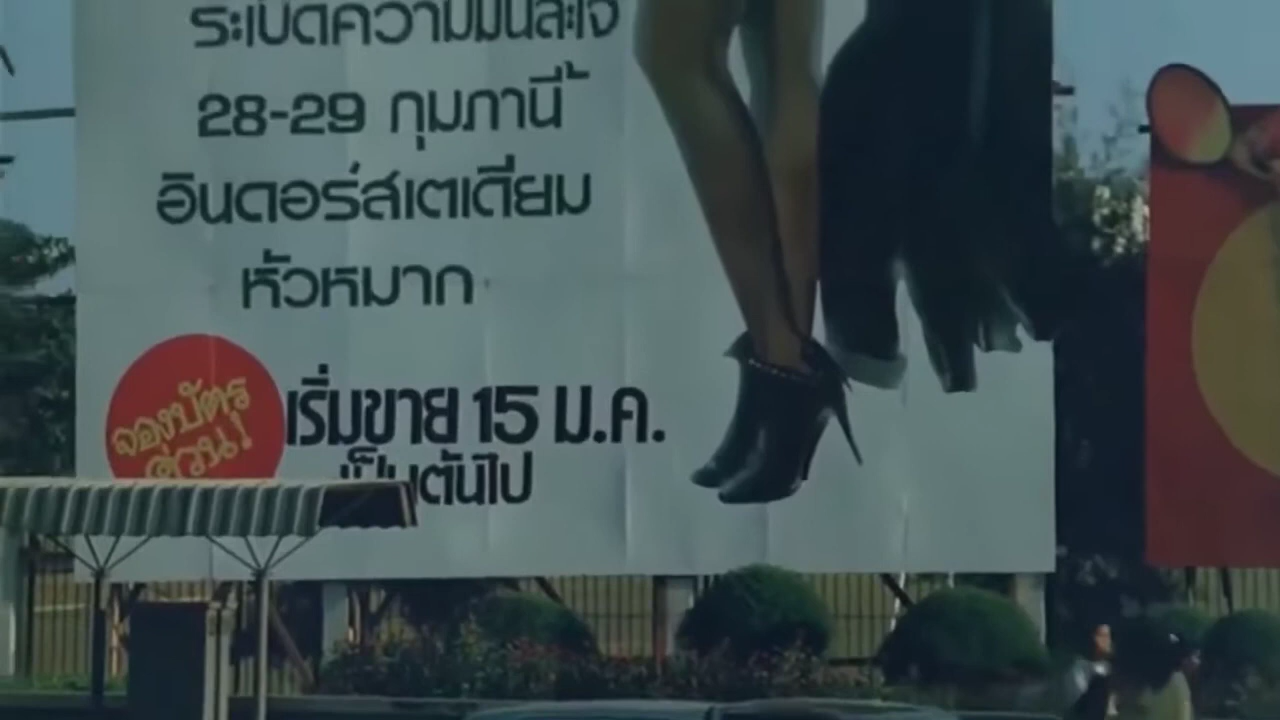 ระเบิดความมันส์สะใจ
28-29 กุมภานี้
อินดอร์สเตเดียม
หัวหมาก
จองบัตร
ด่วน!
เริ่มขาย 15 ม.ค.
เป็นต้นไป